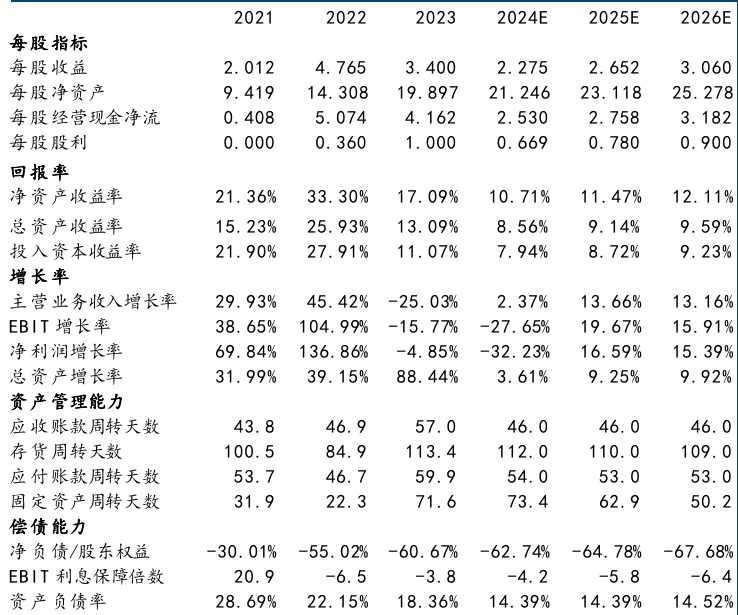 2021 2022 2023 2024E 2025E 2026E
每股指标
每股收益 2.012 4.765 3.400 2.275 2.652 3.060
每股净资产 9.419 14.308 19.897 21.246 23.118 25.278
每股经营现金净流 0.408 5.074 4.162 2.530 2.758 3.182
每股股利 0.000 0.360 1.000 0.669 0.780 0.900
回报率
净资产收益率 21.36% 33.30% 17.09% 10.71% 11.47% 12.11%
总资产收益率 15.23% 25.93% 13.09% 8.56% 9.14% 9.59%
投入资本收益率 21.90% 27.91% 11.07% 7.94% 8.72% 9.23%
增长率
主营业务收入增长率 29.93% 45.42% -25.03% 2.37% 13.66% 13.16%
EBIT增长率 38.65% 104.99% -15.77% -27.65% 19.67% 15.91%
净利润增长率 69.84% 136.86% -4.85% -32.23% 16.59% 15.39%
总资产增长率 31.99% 39.15% 88.44% 3.61% 9.25% 9.92%
资产管理能力
应收账款周转天数 43.8 46.9 57.0 46.0 46.0 46.0
存货周转天数 100.5 84.9 113.4 112.0 110.0 109.0
应付账款周转天数 53.7 46.7 59.9 54.0 53.0 53.0
固定资产周转天数 31.9 22.3 71.6 73.4 62.9 50.2
偿债能力
净负债/股东权益 -30.01% -55.02% -60.67% -62.74% -64.78% -67.68%
EBIT利息保障倍数 20.9 -6.5 -3.8 -4.2 -5.8 -6.4
资产负债率 28.69% 22.15% 18.36% 14.39% 14.39% 14.52%